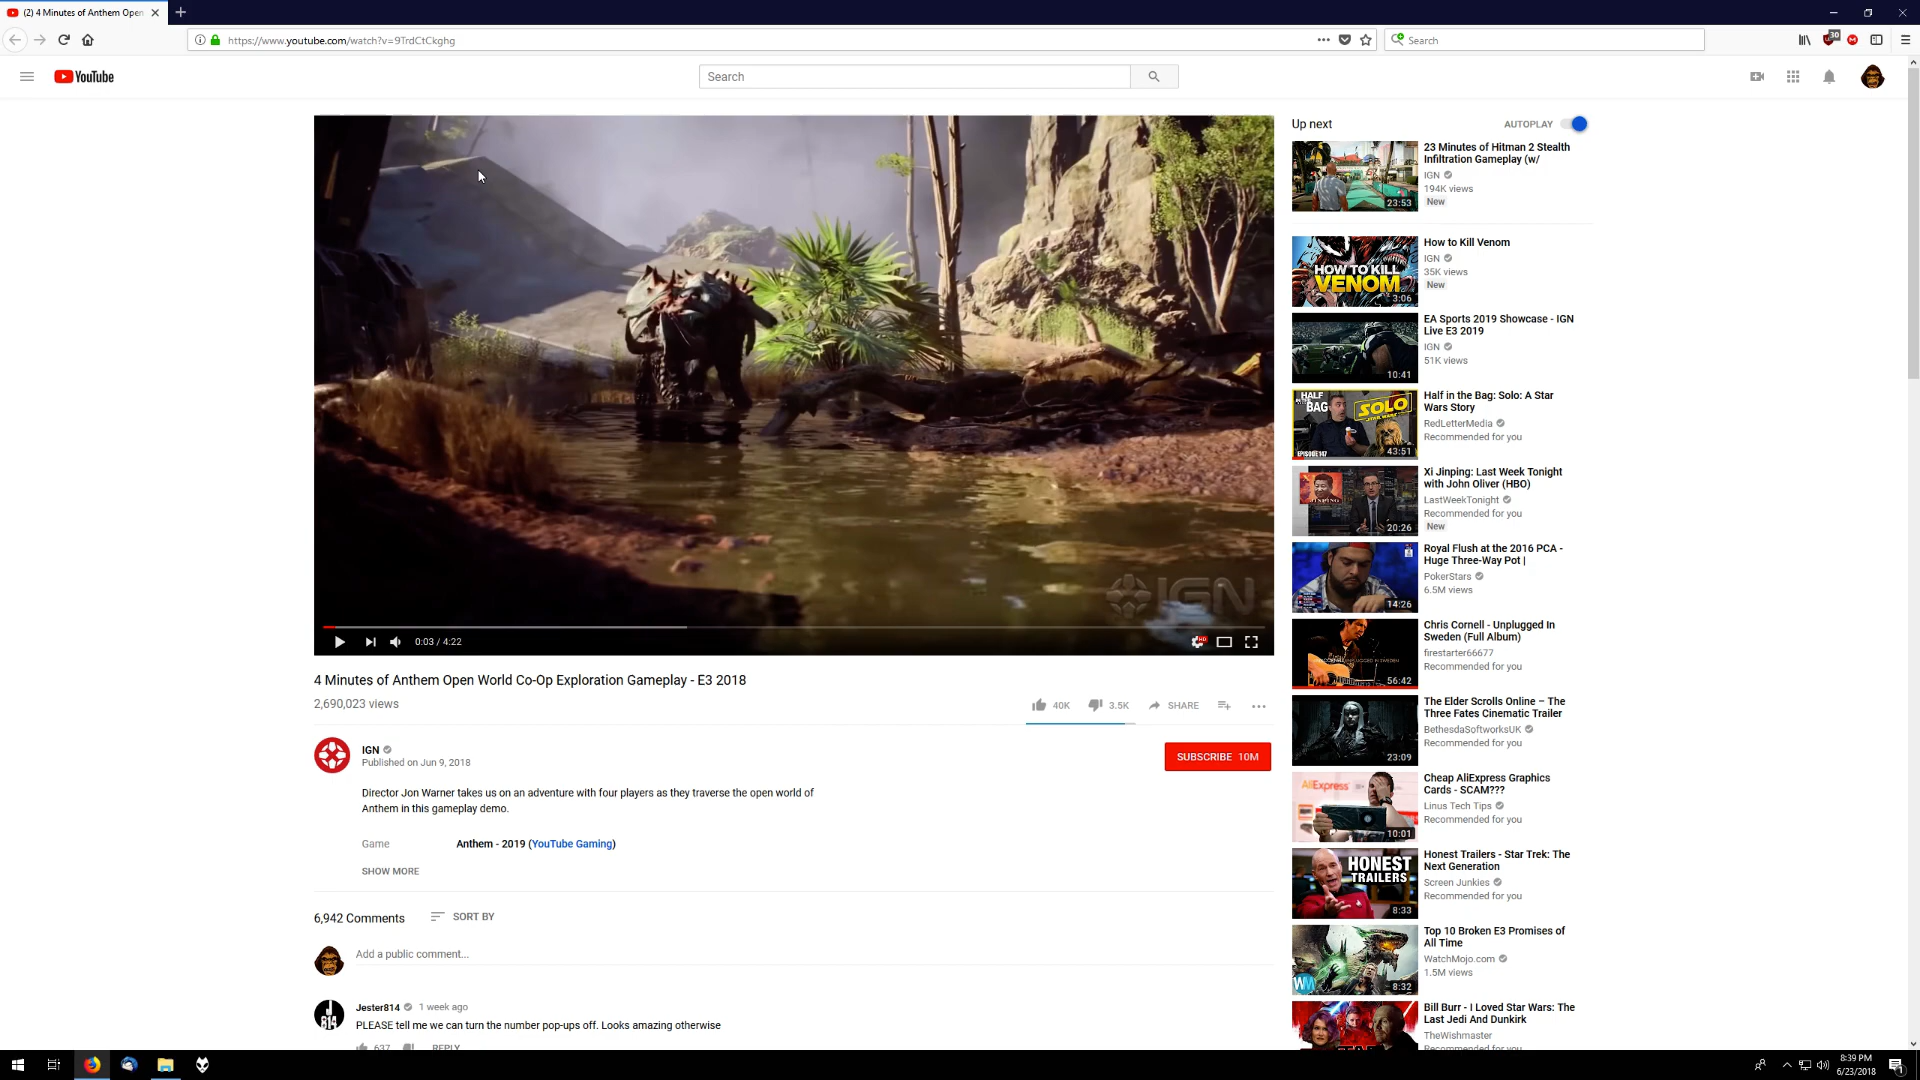 (2) 4 Minutes of Anthem Open
https://www.youtube.com/watch?v=9TrdCtCkghg
Search
30
YouTube
Search
IGN
0:03 / 4:22
HD
4 Minutes of Anthem Open World Co-Op Exploration Gameplay - E3 2018
2,690,023 views
40K
3.5K
SHARE
IGN
Published on Jun 9, 2018
SUBSCRIBE 10M
Director Jon Warner takes us on an adventure with four players as they traverse the open world of
Anthem in this gameplay demo.
Game
Anthem - 2019 (YouTube Gaming)
SHOW MORE
6,942 Comments
SORT BY
Add a public comment...
J
814
Jester814
1 week ago
PLEASE tell me we can turn the number pop-ups off. Looks amazing otherwise
637
REPLY
Up next
AUTOPLAY
23:53
23 Minutes of Hitman 2 Stealth
Infiltration Gameplay (w/
IGN
194K views
New
HOW TO KILL
VENOM
3:06
How to Kill Venom
IGN
35K views
New
10:41
EA Sports 2019 Showcase - IGN
Live E3 2019
IGN
51K views
HALF
IN THE
BAG
SOLO
EPISODE 147
43:51
Half in the Bag: Solo: A Star
Wars Story
RedLetterMedia
Recommended for you
20:26
Xi Jinping: Last Week Tonight
with John Oliver (HBO)
LastWeekTonight
Recommended for you
New
14:26
Royal Flush at the 2016 PCA -
Huge Three-Way Pot |
PokerStars
6.5M views
56:42
Chris Cornell - Unplugged In
Sweden (Full Album)
firestarter66677
Recommended for you
23:09
The Elder Scrolls Online – The
Three Fates Cinematic Trailer
BethesdaSoftworksUK
Recommended for you
AliExpress
10:01
Cheap AliExpress Graphics
Cards - SCAM???
Linus Tech Tips
Recommended for you
HONEST
TRAILERS
8:33
Honest Trailers - Star Trek: The
Next Generation
Screen Junkies
Recommended for you
WM
8:32
Top 10 Broken E3 Promises of
All Time
WatchMojo.com
1.5M views
Bill Burr - I Loved Star Wars: The
Last Jedi And Dunkirk
TheWishmaster
Recommended for you
8:39 PM
6/23/2018
1